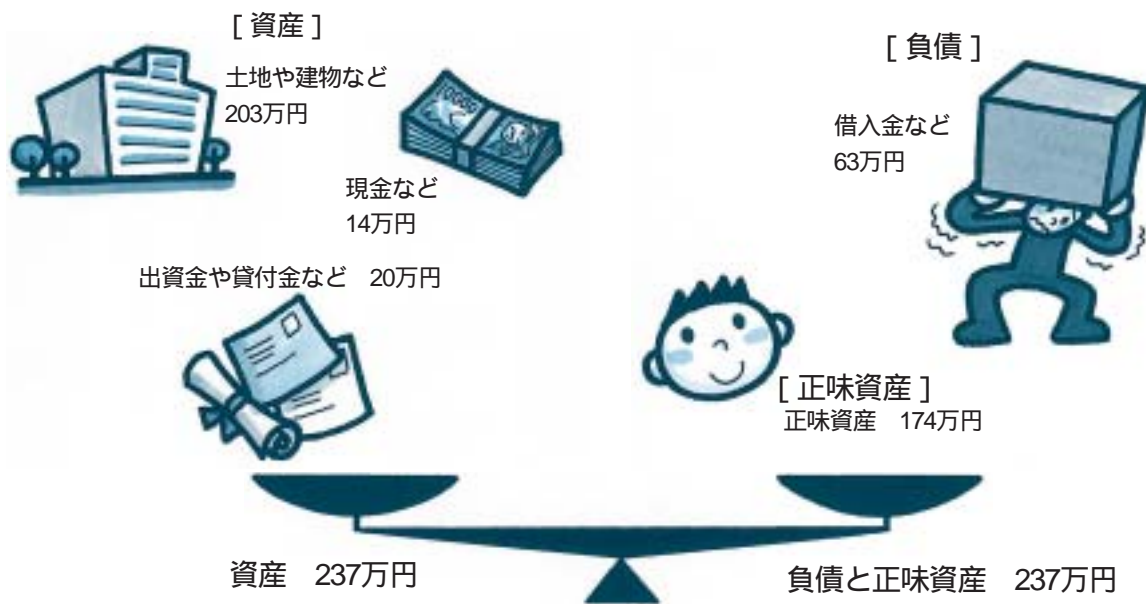 [ 資産 ]
土地や建物など
203万円
現金など
14万円
出資金や貸付金など　20万円
[ 負債 ]
借入金など
63万円
[ 正味資産 ]
正味資産　174万円
資産　237万円
負債と正味資産　237万円